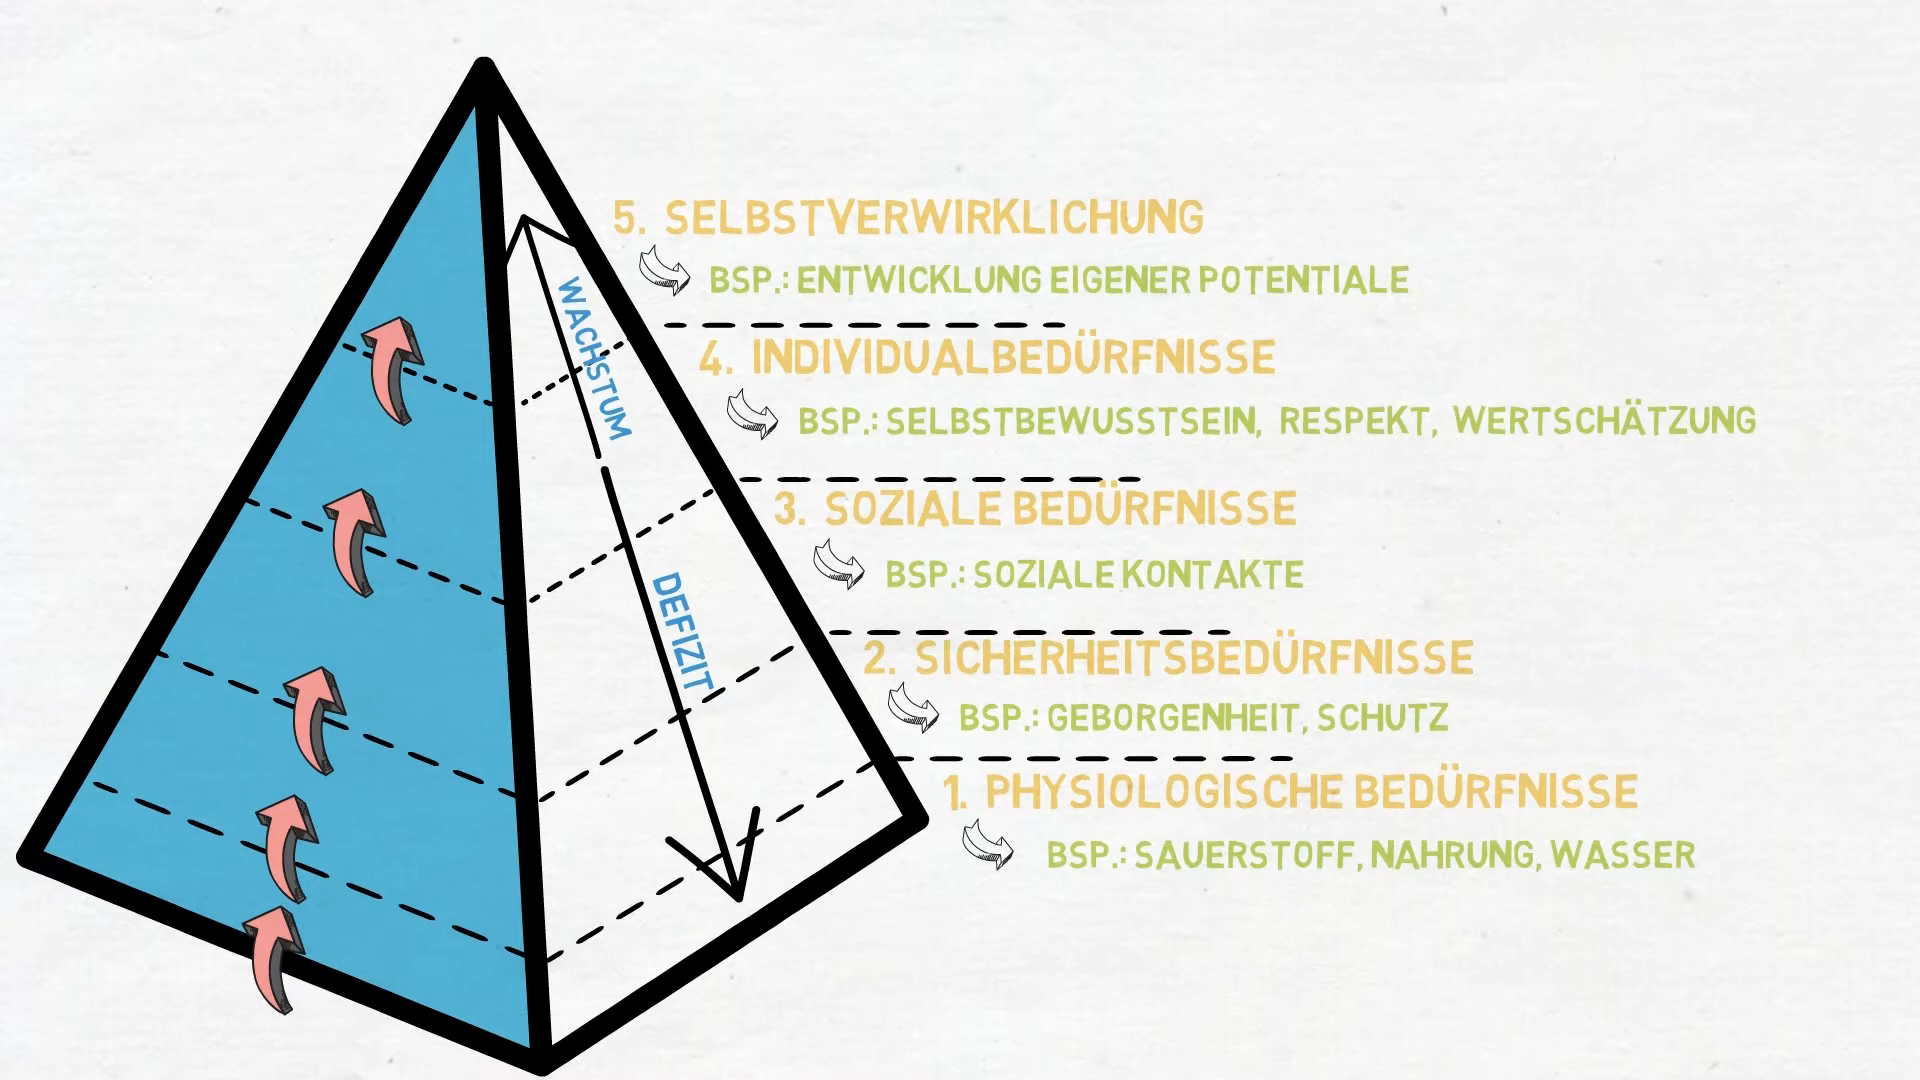 5. SELBSTVERWIRKLICHUNG
BSP.: ENTWICKLUNG EIGENER POTENTIALE
WACHSTUM
4. INDIVIDUALBEDÜRFNISSE
BSP.: SELBSTBEWUSSTSEIN, RESPEKT, WERTSCHÄTZUNG
3. SOZIALE BEDÜRFNISSE
BSP.: SOZIALE KONTAKTE
DEFIZIT
2. SICHERHEITSBEDÜRFNISSE
BSP.: GEBORGENHEIT, SCHUTZ
1. PHYSIOLOGISCHE BEDÜRFNISSE
BSP.: SAUERSTOFF, NAHRUNG, WASSER